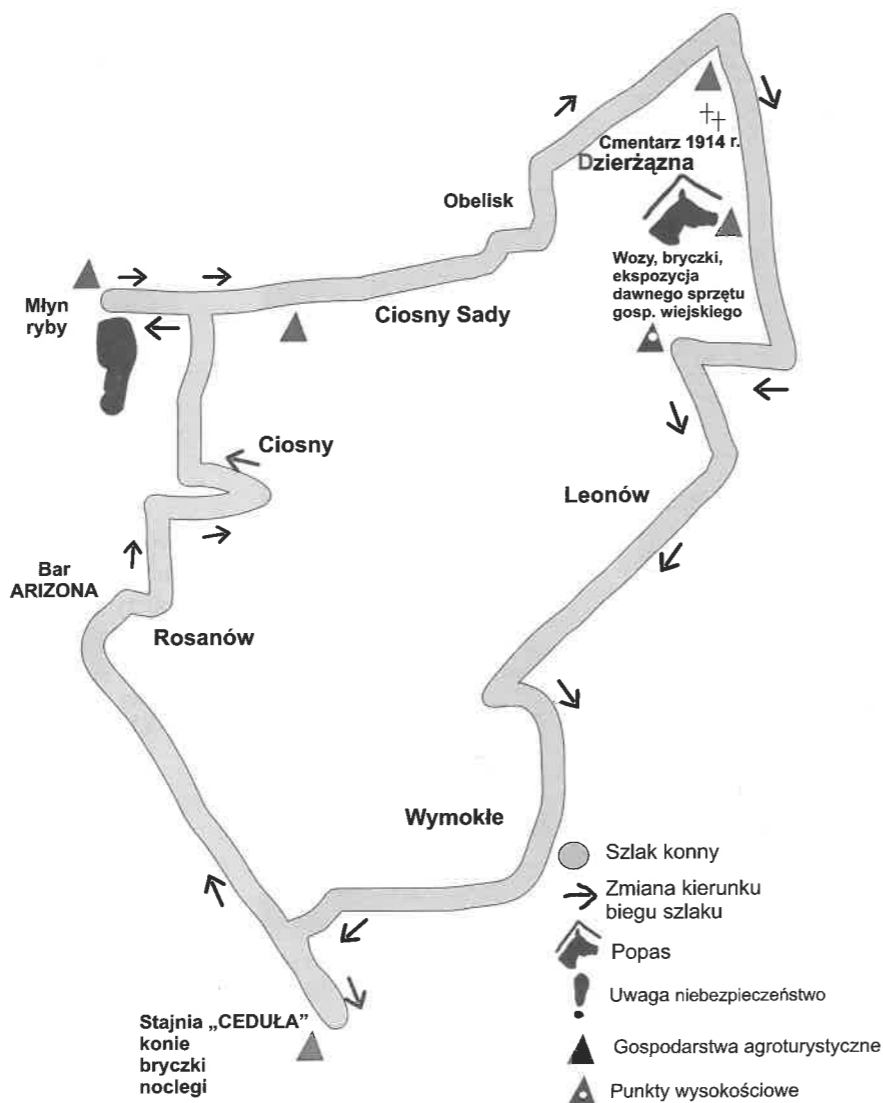 Cmentarz 1914 r.
Dzierżązna
Obelisk
Wozy, bryczki,
ekspozycja
dawnego sprzętu
gosp. wiejskiego
Młyn
ryby
Ciosny Sady
Ciosny
Leonów
Bar
ARIZONA
Rosanów
Wymokłe
Stajnia „CEDUŁA”
konie
bryczki
noclegi
Szlak konny
Zmiana kierunku
biegu szlaku
Popas
Uwaga niebezpieczeństwo
Gospodarstwa agroturystyczne
Punkty wysokościowe